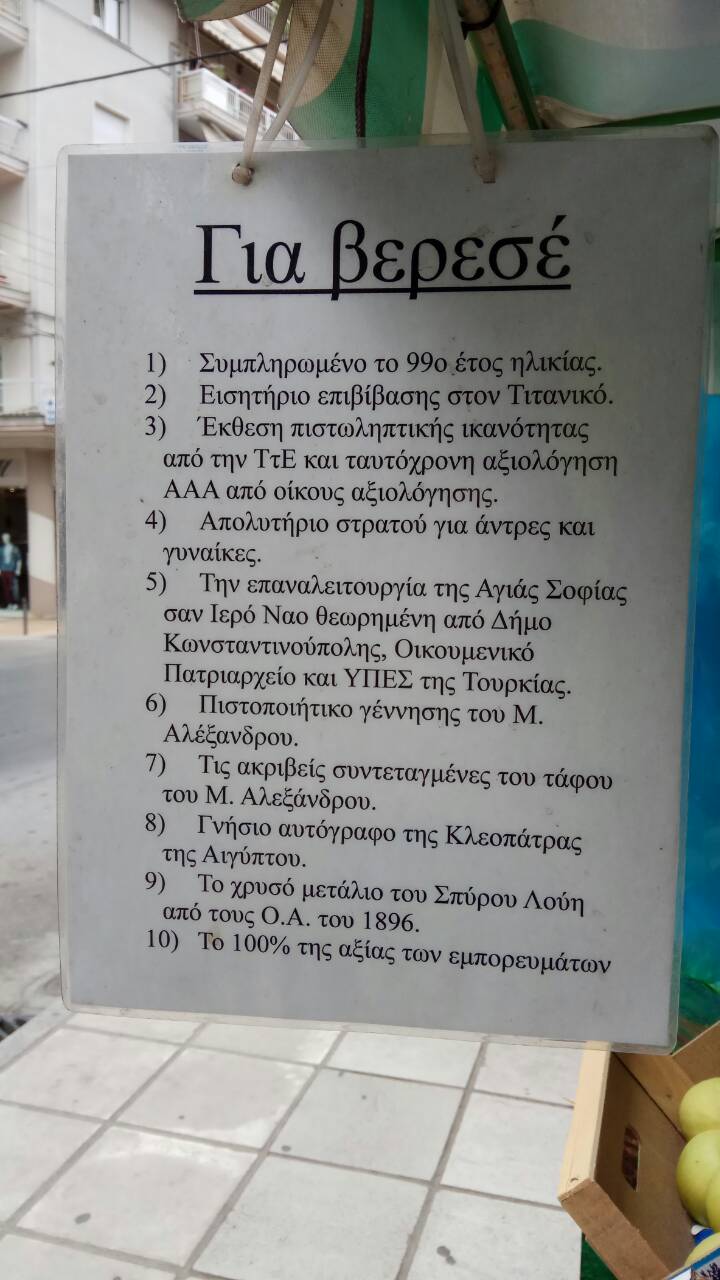 Για βερεσέ
1) Συμπληρωμένο το 99ο έτος ηλικίας.
2) Εισητήριο επιβίβασης στον Τιτανικό.
3) Έκθεση πιστωληπτικής ικανότητας
από την ΤτΕ και ταυτόχρονη αξιολόγηση
ΑΑΑ από οίκους αξιολόγησης.
4) Απολυτήριο στρατού για άντρες και
γυναίκες.
5) Την επαναλειτουργία της Αγιάς Σοφίας
σαν Ιερό Ναο θεωρημένη από Δήμο
Κωνσταντινούπολης, Οικουμενικό
Πατριαρχείο και ΥΠΕΣ της Τουρκίας.
6) Πιστοποιήτικο γέννησης του Μ.
Αλέξανδρου.
7) Τις ακριβείς συντεταγμένες του τάφου
του Μ. Αλεξάνδρου.
8) Γνήσιο αυτόγραφο της Κλεοπάτρας
της Αιγύπτου.
9) Το χρυσό μετάλιο του Σπύρου Λούη
από τους Ο.Α. του 1896.
10) Το 100% της αξίας των εμπορευμάτων